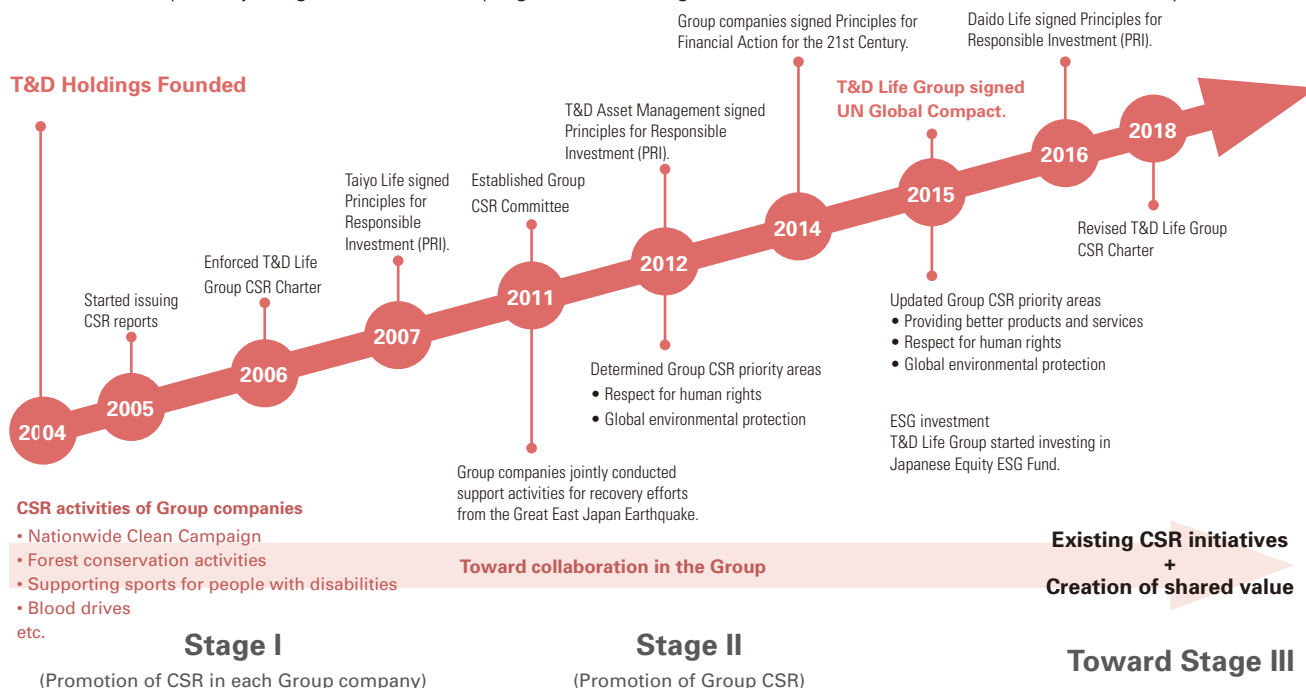 Group companies signed Principles for
Financial Action for the 21st Century.
Daido Life signed Principles for
Responsible Investment (PRI).
T&D Holdings Founded
T&D Life Group signed
UN Global Compact.
T&D Asset Management signed
Principles for Responsible
Investment (PRI).
Taiyo Life signed
Principles for
Responsible
Investment (PRI).
Established Group
CSR Committee
Enforced T&D Life
Group CSR Charter
Started issuing
CSR reports
2004
2005
2006
2007
2011
2012
2014
2015
2016
2018
Revised T&D Life Group
CSR Charter
Updated Group CSR priority areas
• Providing better products and services
• Respect for human rights
• Global environmental protection
Determined Group CSR priority areas
• Respect for human rights
• Global environmental protection
ESG investment
T&D Life Group started investing in
Japanese Equity ESG Fund.
Group companies jointly conducted
support activities for recovery efforts
from the Great East Japan Earthquake.
CSR activities of Group companies
• Nationwide Clean Campaign
• Forest conservation activities
• Supporting sports for people with disabilities
• Blood drives
etc.
Toward collaboration in the Group
Existing CSR initiatives
+
Creation of shared value
Stage I
(Promotion of CSR in each Group company)
Stage II
(Promotion of Group CSR)
Toward Stage III